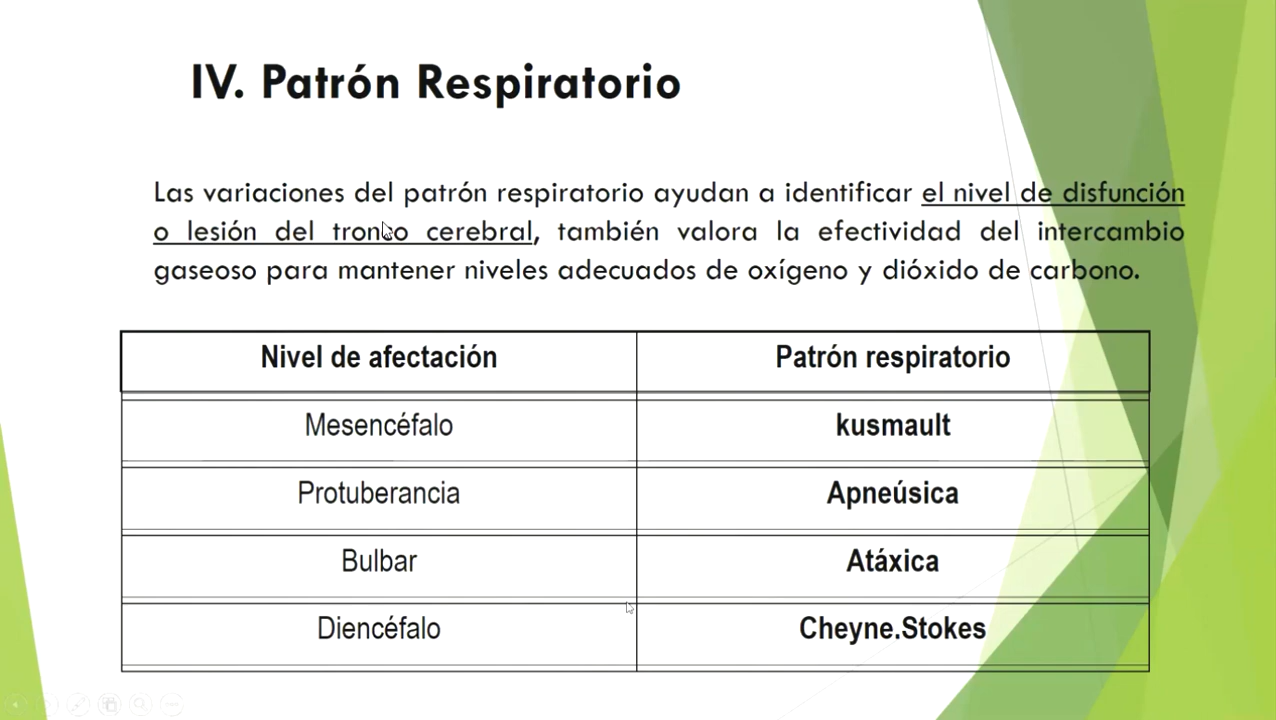 IV. Patrón Respiratorio
Las variaciones del patrón respiratorio ayudan a identificar el nivel de disfunción
o lesión del tronco cerebral, también valora la efectividad del intercambio
gaseoso para mantener niveles adecuados de oxígeno y dióxido de carbono.
Nivel de afectación Patrón respiratorio
Mesencéfalo kusmault
Protuberancia Apneúsica
Bulbar Atáxica
Diencéfalo Cheyne.Stokes